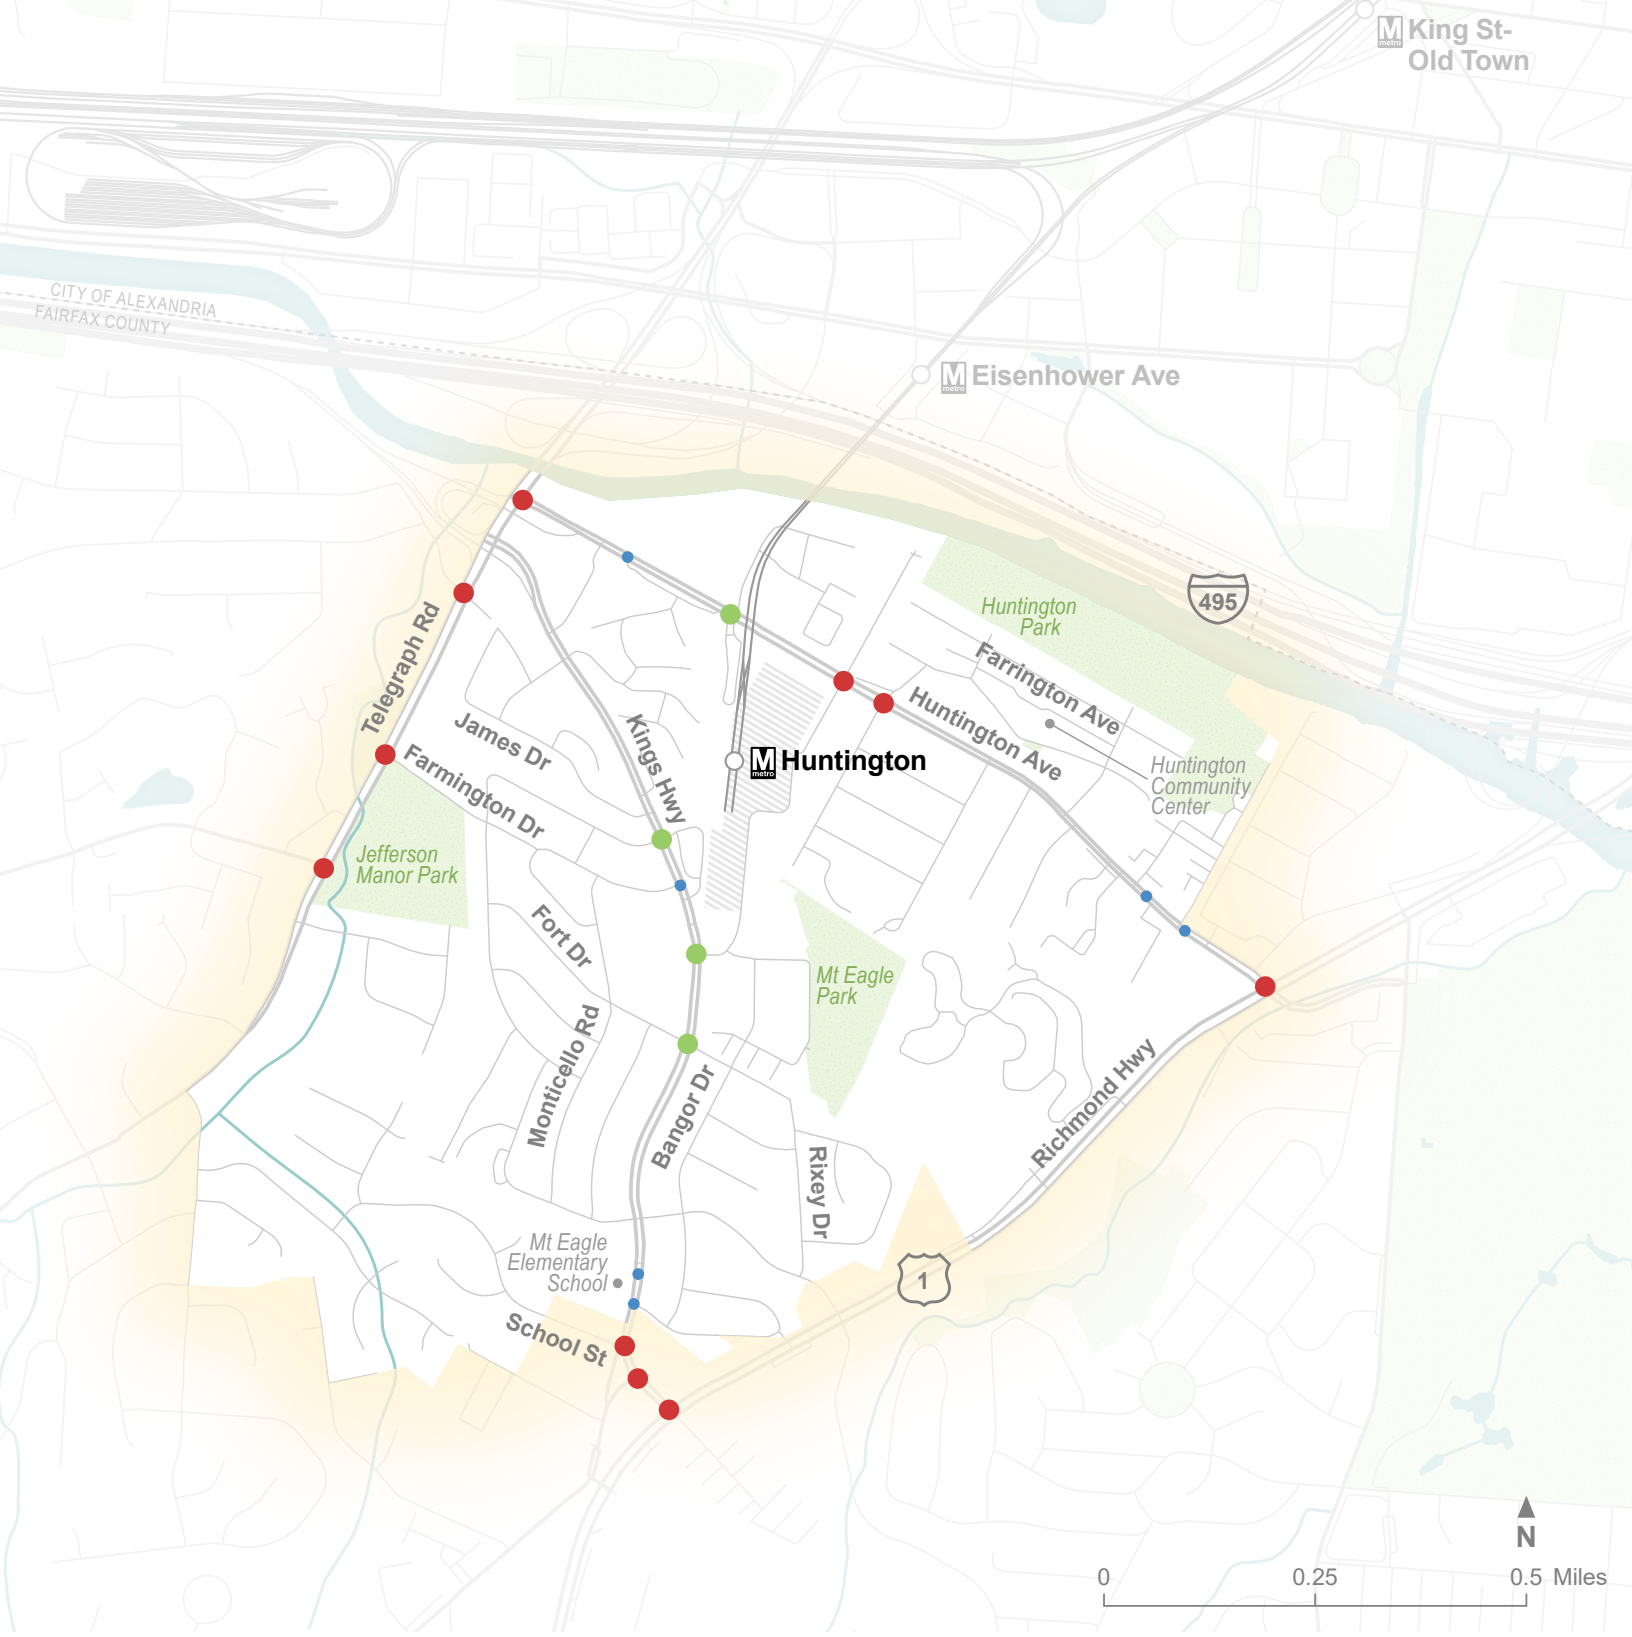 M
metro
King St-
Old Town
CITY OF ALEXANDRIA
FAIRFAX COUNTY
M
metro
Eisenhower Ave
495
Huntington
Park
Telegraph Rd
Farrington Ave
Huntington Ave
James Dr
Kings Hwy
Farmington Dr
M
metro
Huntington
Huntington
Community
Center
Jefferson
Manor Park
Fort Dr
Mt Eagle
Park
Monticello Rd
Bangor Dr
Richmond Hwy
Rixey Dr
Mt Eagle
Elementary
School
1
School St
N
0
0.25
0.5 Miles